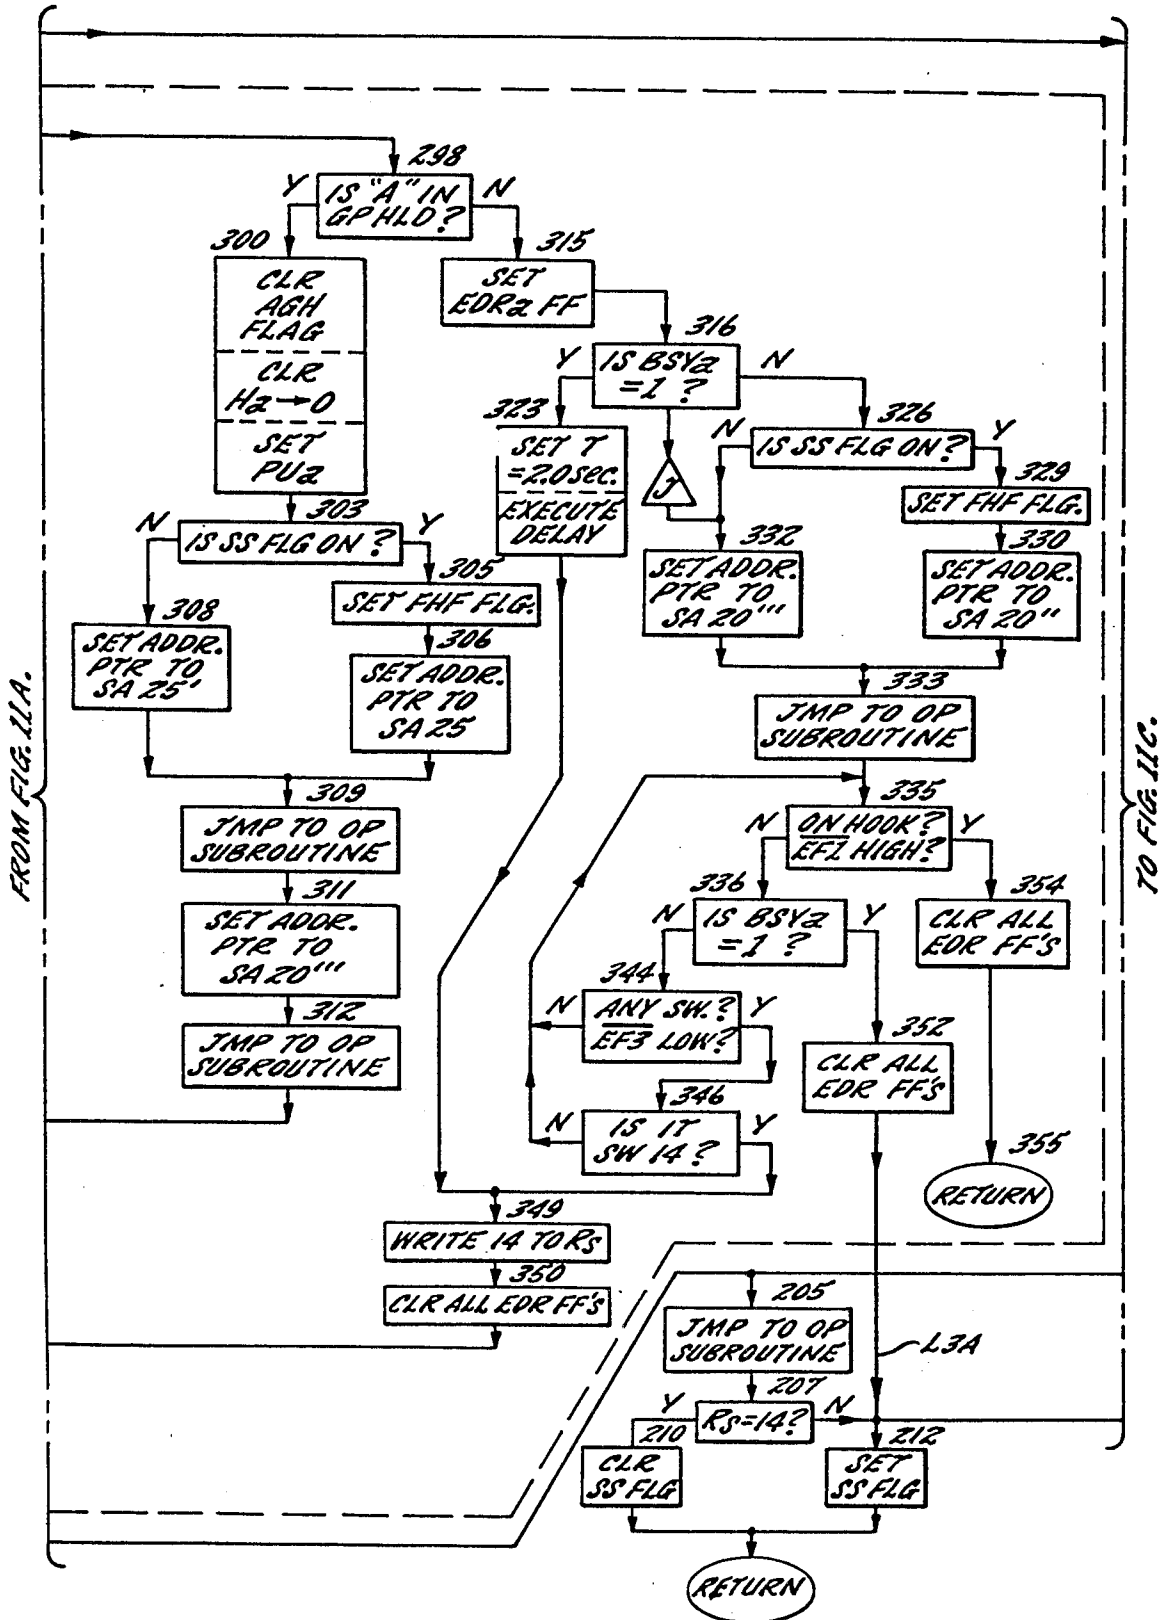 298
Y
IS "A" IN
GPHLD?
N
300
CLR
AGH
FLAG
CLR
Ha→0
SET
PUa
315
SET
EDRa FF
316
Y
IS BSYa
=1 ?
N
323
SET T
=2.0 sec.
EXECUTE
DELAY
J
326
N
IS SS FLG ON?
Y
329
SET FHF FLG.
303
N
IS SS FLG ON ?
Y
305
SET FHF FLG.
308
SET ADDR.
PTR TO
SA 25'
306
SET ADDR.
PTR TO
SA 25
332
SET ADDR.
PTR TO
SA 20'''
330
SET ADDR.
PTR TO
SA 20''
333
JMP TO OP
SUBROUTINE
309
JMP TO OP
SUBROUTINE
311
SET ADDR.
PTR TO
SA 20'''
312
JMP TO OP
SUBROUTINE
335
N
ON HOOK?
EF1 HIGH?
Y
336
N
IS BSYa
=1 ?
Y
354
CLR ALL
EDR FF'S
344
N
ANY SW.?
EF3 LOW?
Y
352
CLR ALL
EDR FF'S
346
N
IS IT
SW 14?
Y
355
RETURN
349
WRITE 14 TO RS
350
CLR ALL EDR FF'S
205
JMP TO OP
SUBROUTINE
L3A
207
Y
RS=14?
N
210
CLR
SS FLG
212
SET
SS FLG
RETURN
FROM FIG. 11A.
TO FIG. 11C.